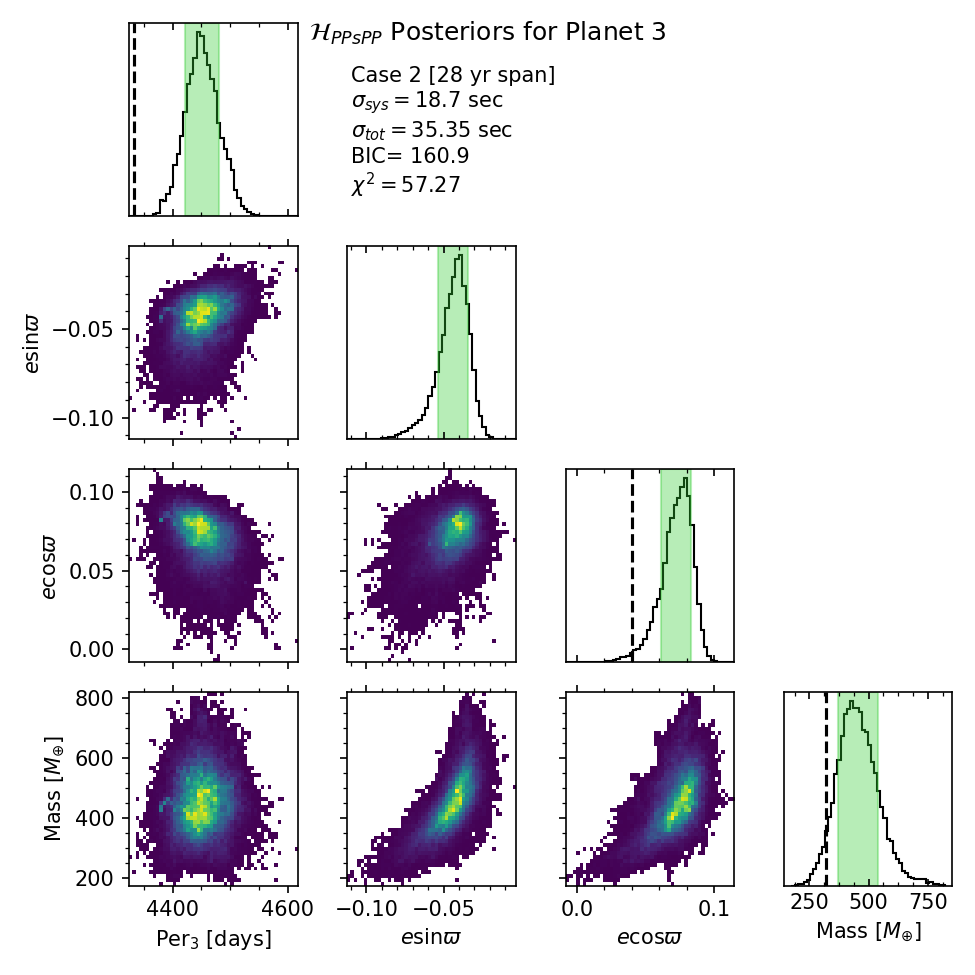 ℋ_PPsPP Posteriors for Planet 3
Case 2 [28 yr span]
σ_sys = 18.7 sec
σ_tot = 35.35 sec
BIC= 160.9
χ² = 57.27
esinϖ
−0.05
−0.10
ecosϖ
0.10
0.05
0.00
Mass [M⊕]
800
600
400
200
4400 4600 −0.10 −0.05 0.0 0.1 250 500 750
Per₃ [days] esinϖ ecosϖ Mass [M⊕]